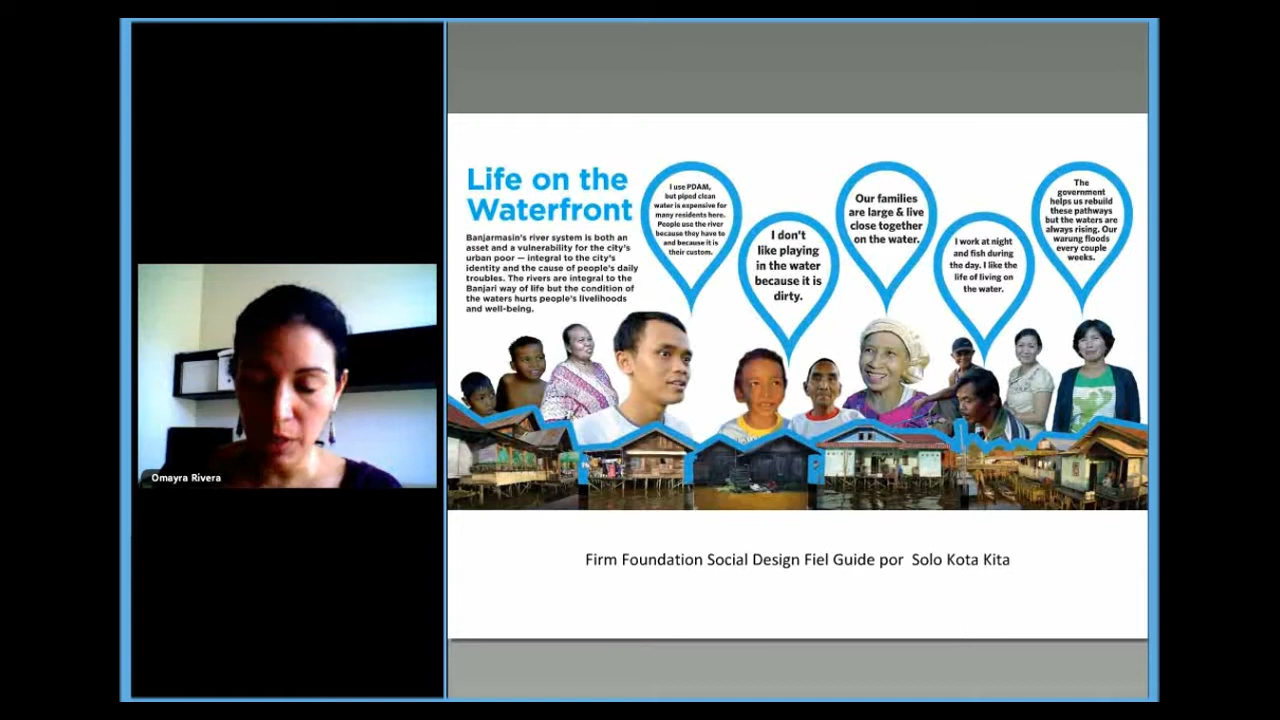 Life on the
Waterfront
Banjarmasin's river system is both an
asset and a vulnerability for the city's
urban poor — integral to the city's
identity and the cause of people's daily
troubles. The rivers are integral to the
Banjari way of life but the condition of
the waters hurts people's livelihoods
and well-being.
I use PDAM,
but piped clean
water is expensive for
many residents here.
People use the river
because they have to
and because it is
their custom.
I don't
like playing
in the water
because it is
dirty.
Our families
are large & live
close together
on the water.
I work at night
and fish during
the day. I like the
life of living on
the water.
The
government
helps us rebuild
these pathways
but the waters are
always rising. Our
warung floods
every couple
weeks.
Omayra Rivera
Firm Foundation Social Design Fiel Guide por Solo Kota Kita